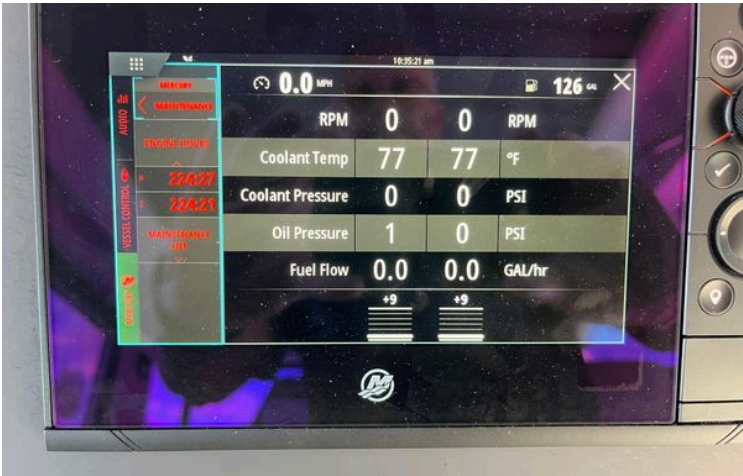 10:35:21 am
MERCURY
MAINTENANCE
ENGINE HOURS
P 224:27
S 224:21
MAINTENANCE
LIST
AUDIO
VESSEL CONTROL
MERCURY
0.0 MPH
126 GAL
RPM 0 0 RPM
Coolant Temp 77 77 °F
Coolant Pressure 0 0 PSI
Oil Pressure 1 0 PSI
Fuel Flow 0.0 0.0 GAL/hr
+9 +9